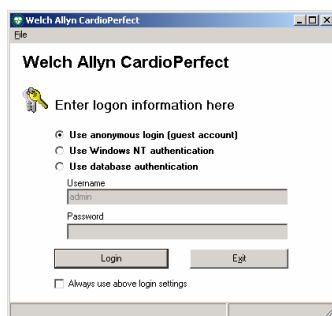 Welch Allyn CardioPerfect
File
Welch Allyn CardioPerfect
Enter logon information here
Use anonymous login (guest account)
Use Windows NT authentication
Use database authentication
Username
admin
Password
Login Exit
Always use above login settings